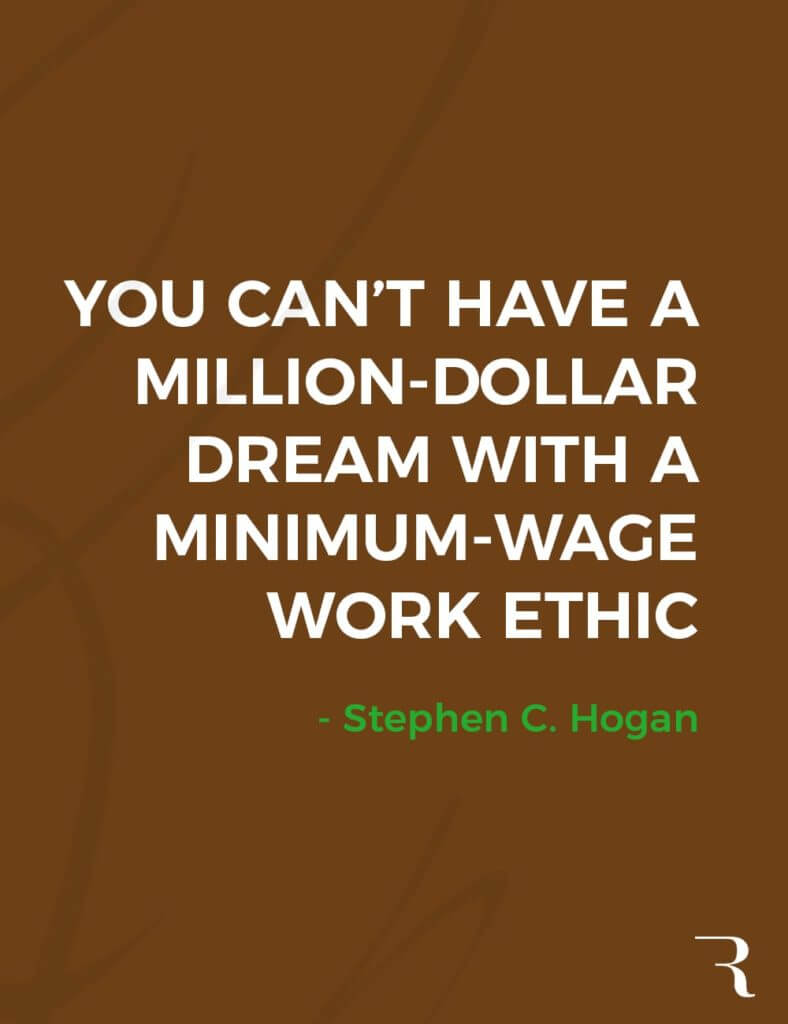 YOU CAN’T HAVE A
MILLION-DOLLAR
DREAM WITH A
MINIMUM-WAGE
WORK ETHIC
- Stephen C. Hogan
R